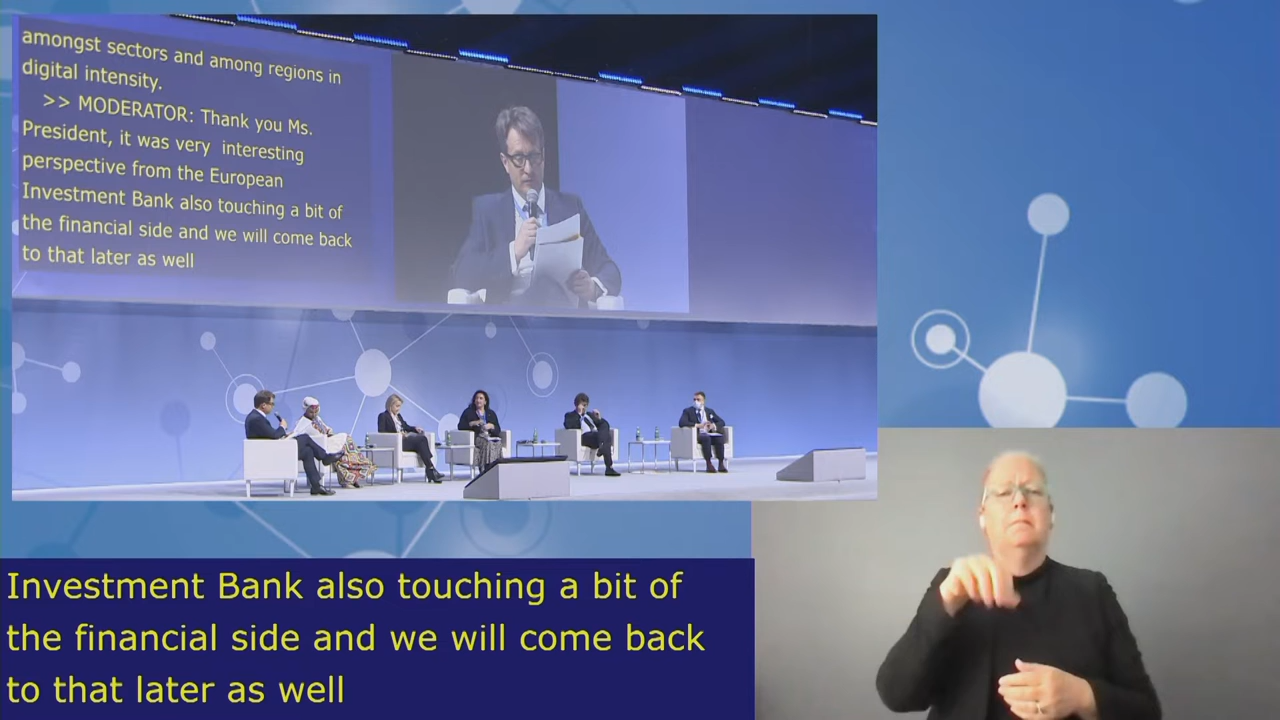 amongst sectors and among regions in
digital intensity.
>> MODERATOR: Thank you Ms.
President, it was very interesting
perspective from the European
Investment Bank also touching a bit of
the financial side and we will come back
to that later as well
Investment Bank also touching a bit of
the financial side and we will come back
to that later as well